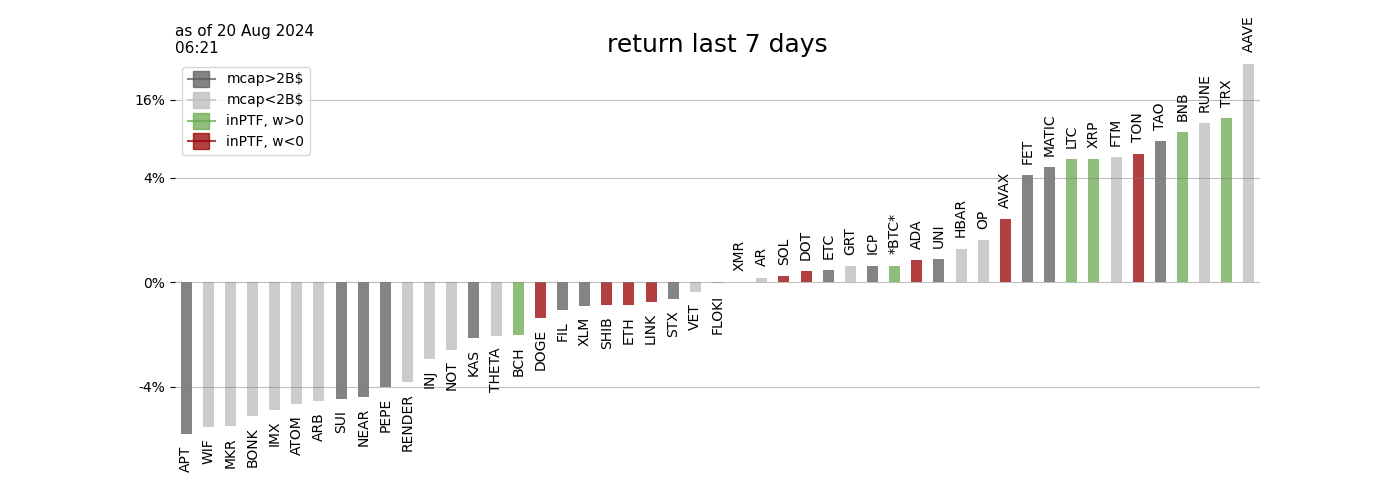 as of 20 Aug 2024
06:21
return last 7 days
mcap>2B$
mcap<2B$
inPTF, w>0
inPTF, w<0
16%
4%
0%
-4%
APT
WIF
MKR
BONK
IMX
ATOM
ARB
SUI
NEAR
PEPE
RENDER
INJ
NOT
KAS
THETA
BCH
DOGE
FIL
XLM
SHIB
ETH
LINK
STX
VET
FLOKI
XMR
AR
SOL
DOT
ETC
GRT
ICP
*BTC*
ADA
UNI
HBAR
OP
AVAX
FET
MATIC
LTC
XRP
FTM
TON
TAO
BNB
RUNE
TRX
AAVE